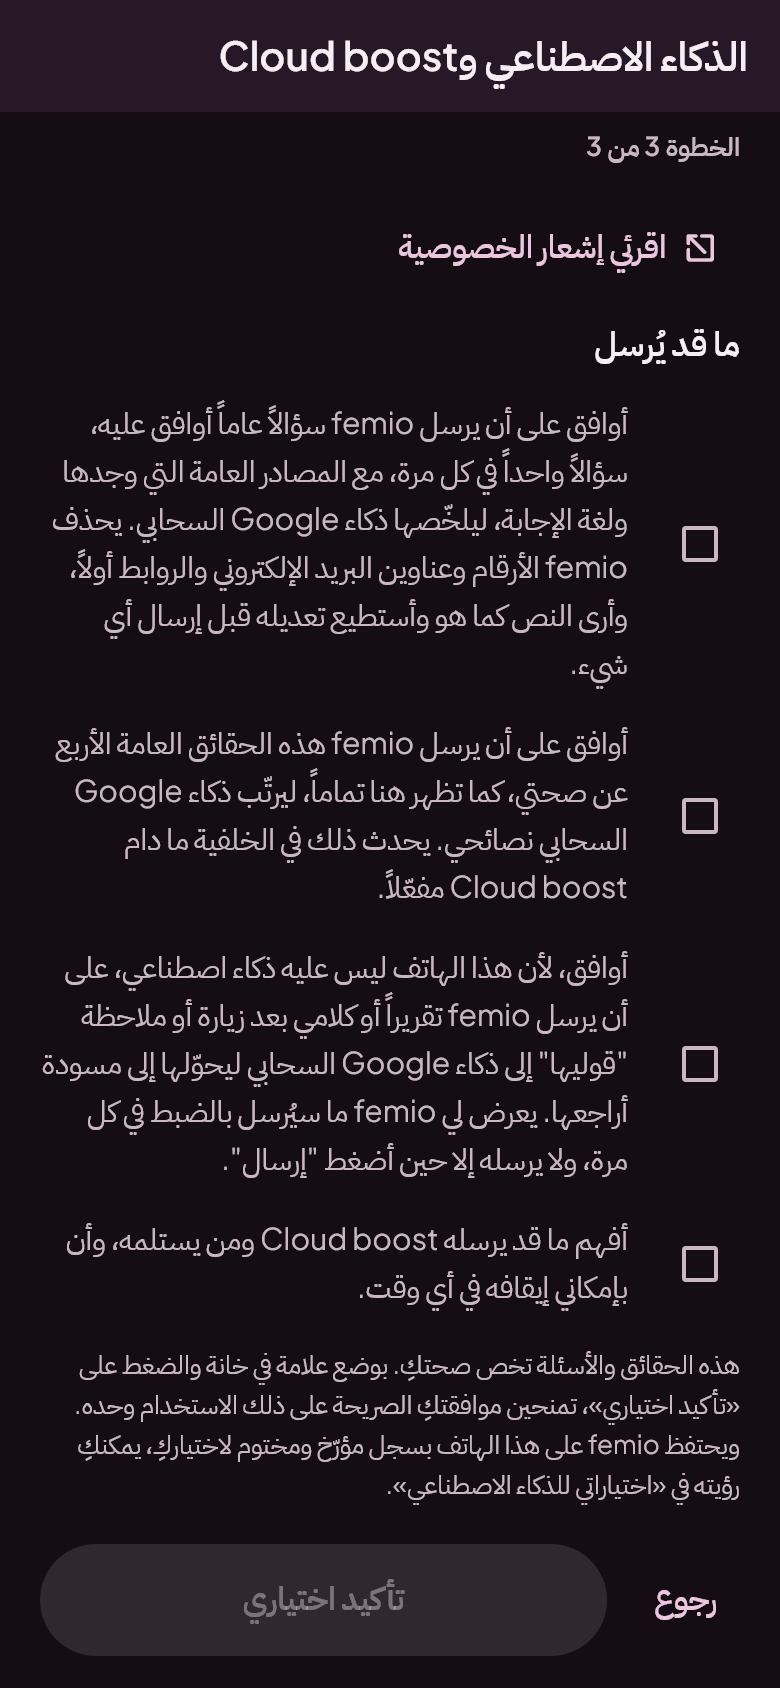 الذكاء الاصطناعي وCloud boost
الخطوة 3 من 3
اقرئي إشعار الخصوصية
ما قد يُرسل
أوافق على أن يرسل femio سؤالاً عاماً أوافق عليه،
سؤالاً واحداً في كل مرة، مع المصادر العامة التي وجدها
ولغة الإجابة، ليلخّصها ذكاء Google السحابي. يحذف
femio الأرقام وعناوين البريد الإلكتروني والروابط أولاً،
وأرى النص كما هو وأستطيع تعديله قبل إرسال أي
شيء.
أوافق على أن يرسل femio هذه الحقائق العامة الأربع
عن صحتي، كما تظهر هنا تماماً، ليرتّب ذكاء Google
السحابي نصائحي. يحدث ذلك في الخلفية ما دام
Cloud boost مفعّلاً.
أوافق، لأن هذا الهاتف ليس عليه ذكاء اصطناعي، على
أن يرسل femio تقريراً أو كلامي بعد زيارة أو ملاحظة
"قوليها" إلى ذكاء Google السحابي ليحوّلها إلى مسودة
أراجعها. يعرض لي femio ما سيُرسل بالضبط في كل
مرة، ولا يرسله إلا حين أضغط "إرسال".
أفهم ما قد يرسله Cloud boost ومن يستلمه، وأن
بإمكاني إيقافه في أي وقت.
هذه الحقائق والأسئلة تخص صحتكِ. بوضع علامة في خانة والضغط على
«تأكيد اختياري»، تمنحين موافقتكِ الصريحة على ذلك الاستخدام وحده.
ويحتفظ femio على هذا الهاتف بسجل مؤرّخ ومختوم لاختياركِ، يمكنكِ
رؤيته في «اختياراتي للذكاء الاصطناعي».
رجوع
تأكيد اختياري